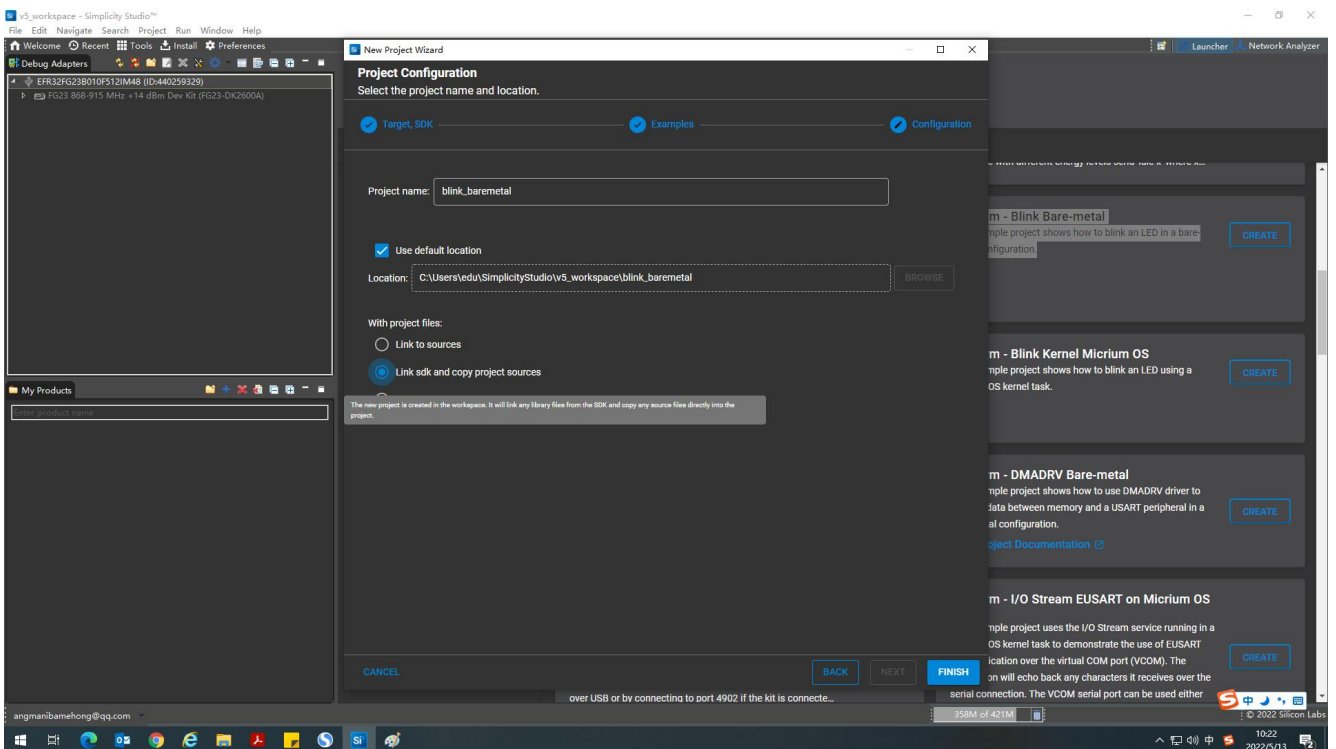 v5_workspace - Simplicity Studio™
File Edit Navigate Search Project Run Window Help
Welcome Recent Tools Install Preferences
Launcher Network Analyzer
Debug Adapters
EFR32FG23B010F512IM48 (ID:440259329)
FG23 868-915 MHz +14 dBm Dev Kit (FG23-DK2600A)
My Products
Enter product name
New Project Wizard
Project Configuration
Select the project name and location.
Target, SDK
Examples
Configuration
Project name: blink_baremetal
Use default location
Location: C:\Users\edu\SimplicityStudio\v5_workspace\blink_baremetal
BROWSE
With project files:
Link to sources
Link sdk and copy project sources
The new project is created in the workspace. It will link any library files from the SDK and copy any source files directly into the
project.
CANCEL
BACK
NEXT
FINISH
m - Blink Bare-metal
mple project shows how to blink an LED in a bare-
nfiguration.
CREATE
m - Blink Kernel Micrium OS
mple project shows how to blink an LED using a
OS kernel task.
CREATE
m - DMADRV Bare-metal
mple project shows how to use DMADRV driver to
data between memory and a USART peripheral in a
al configuration.
CREATE
oject Documentation
m - I/O Stream EUSART on Micrium OS
mple project uses the I/O Stream service running in a
OS kernel task to demonstrate the use of EUSART
ication over the virtual COM port (VCOM). The
on will echo back any characters it receives over the
serial connection. The VCOM serial port can be used either
CREATE
over USB or by connecting to port 4902 if the kit is connecte...
angmanibamehong@qq.com
358M of 421M
© 2022 Silicon Labs
中
中
10:22
2022/5/13